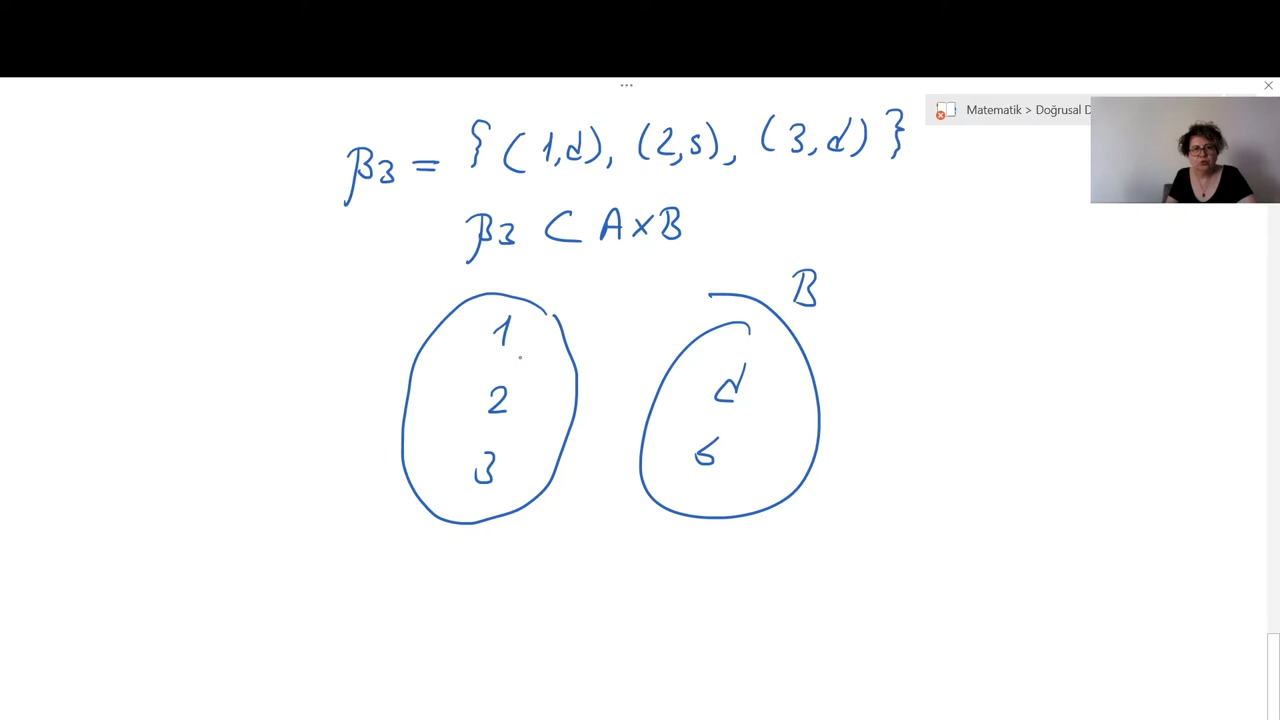 Matematik > Doğrusal D
β3 = { (1,d), (2,s), (3,d) }
β3 ⊂ A×B
B
1
d
2
s
3